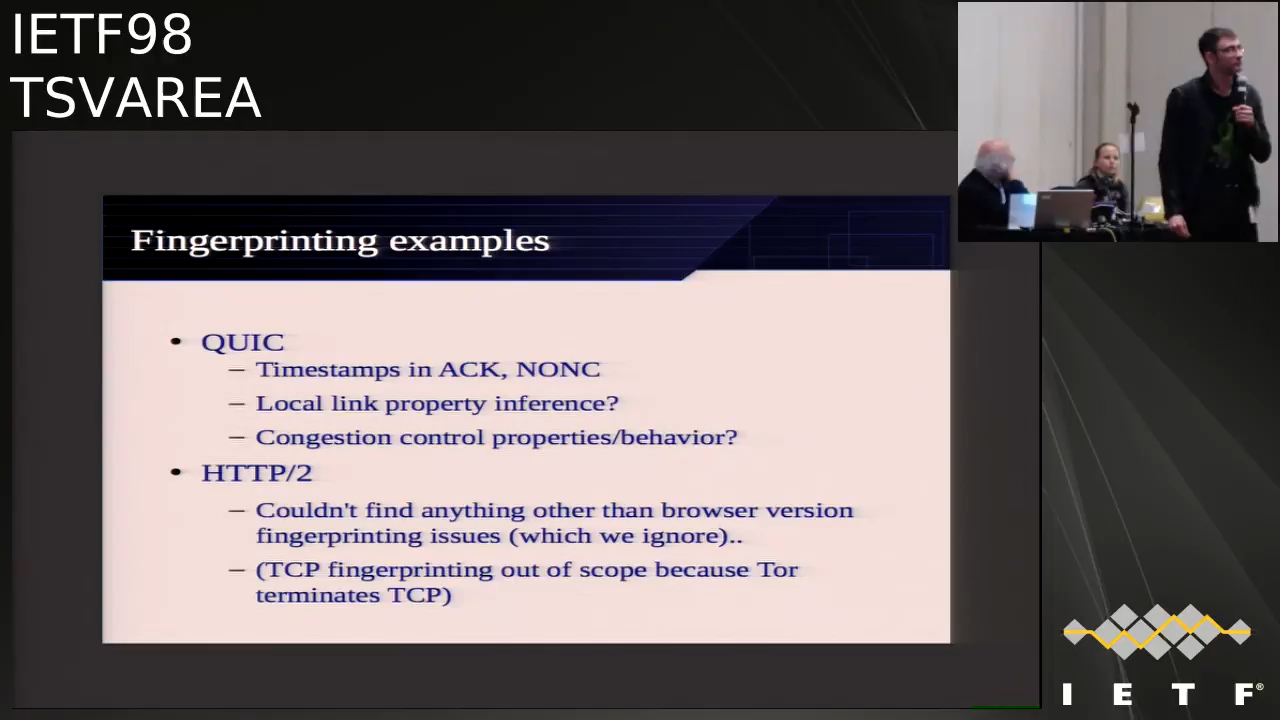 IETF98
TSVAREA
Fingerprinting examples
• QUIC
– Timestamps in ACK, NONC
– Local link property inference?
– Congestion control properties/behavior?
• HTTP/2
– Couldn't find anything other than browser version
fingerprinting issues (which we ignore)..
– (TCP fingerprinting out of scope because Tor
terminates TCP)
I E T F®